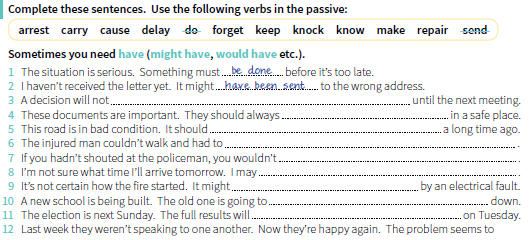 Complete these sentences. Use the following verbs in the passive:
arrest carry cause delay do forget keep knock know make repair send
Sometimes you need have (might have, would have etc.).
1 The situation is serious. Something must be done before it's too late.
2 I haven't received the letter yet. It might have been sent to the wrong address.
3 A decision will not until the next meeting.
4 These documents are important. They should always in a safe place.
5 This road is in bad condition. It should a long time ago.
6 The injured man couldn't walk and had to .
7 If you hadn't shouted at the policeman, you wouldn't .
8 I'm not sure what time I'll arrive tomorrow. I may .
9 It's not certain how the fire started. It might by an electrical fault.
10 A new school is being built. The old one is going to down.
11 The election is next Sunday. The full results will on Tuesday.
12 Last week they weren't speaking to one another. Now they're happy again. The problem seems to